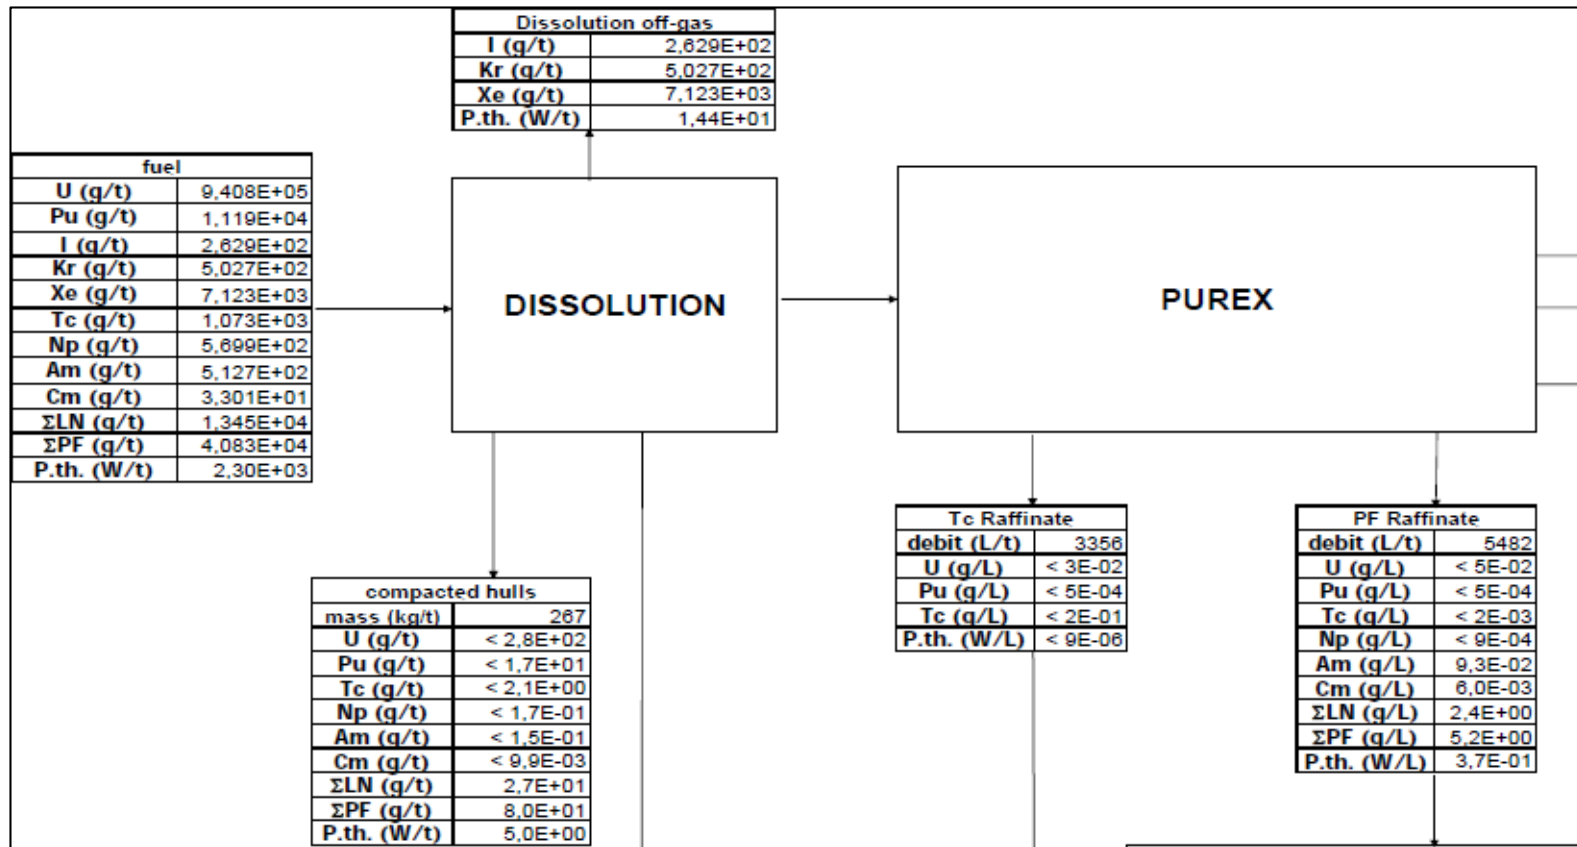 Dissolution off-gas
I (g/t) 2,629E+02
Kr (g/t) 5,027E+02
Xe (g/t) 7,123E+03
P.th. (W/t) 1,44E+01
fuel
U (g/t) 9,408E+05
Pu (g/t) 1,119E+04
I (g/t) 2,629E+02
Kr (g/t) 5,027E+02
Xe (g/t) 7,123E+03
Tc (g/t) 1,073E+03
Np (g/t) 5,699E+02
Am (g/t) 5,127E+02
Cm (g/t) 3,301E+01
ΣLN (g/t) 1,345E+04
ΣPF (g/t) 4,083E+04
P.th. (W/t) 2,30E+03
DISSOLUTION
PUREX
compacted hulls
mass (kg/t) 267
U (g/t) < 2,8E+02
Pu (g/t) < 1,7E+01
Tc (g/t) < 2,1E+00
Np (g/t) < 1,7E-01
Am (g/t) < 1,5E-01
Cm (g/t) < 9,9E-03
ΣLN (g/t) 2,7E+01
ΣPF (g/t) 8,0E+01
P.th. (W/t) 5,0E+00
Tc Raffinate
debit (L/t) 3356
U (g/L) < 3E-02
Pu (g/L) < 5E-04
Tc (g/L) < 2E-01
P.th. (W/L) < 9E-06
PF Raffinate
debit (L/t) 5482
U (g/L) < 5E-02
Pu (g/L) < 5E-04
Tc (g/L) < 2E-03
Np (g/L) < 9E-04
Am (g/L) 9,3E-02
Cm (g/L) 6,0E-03
ΣLN (g/L) 2,4E+00
ΣPF (g/L) 5,2E+00
P.th. (W/L) 3,7E-01